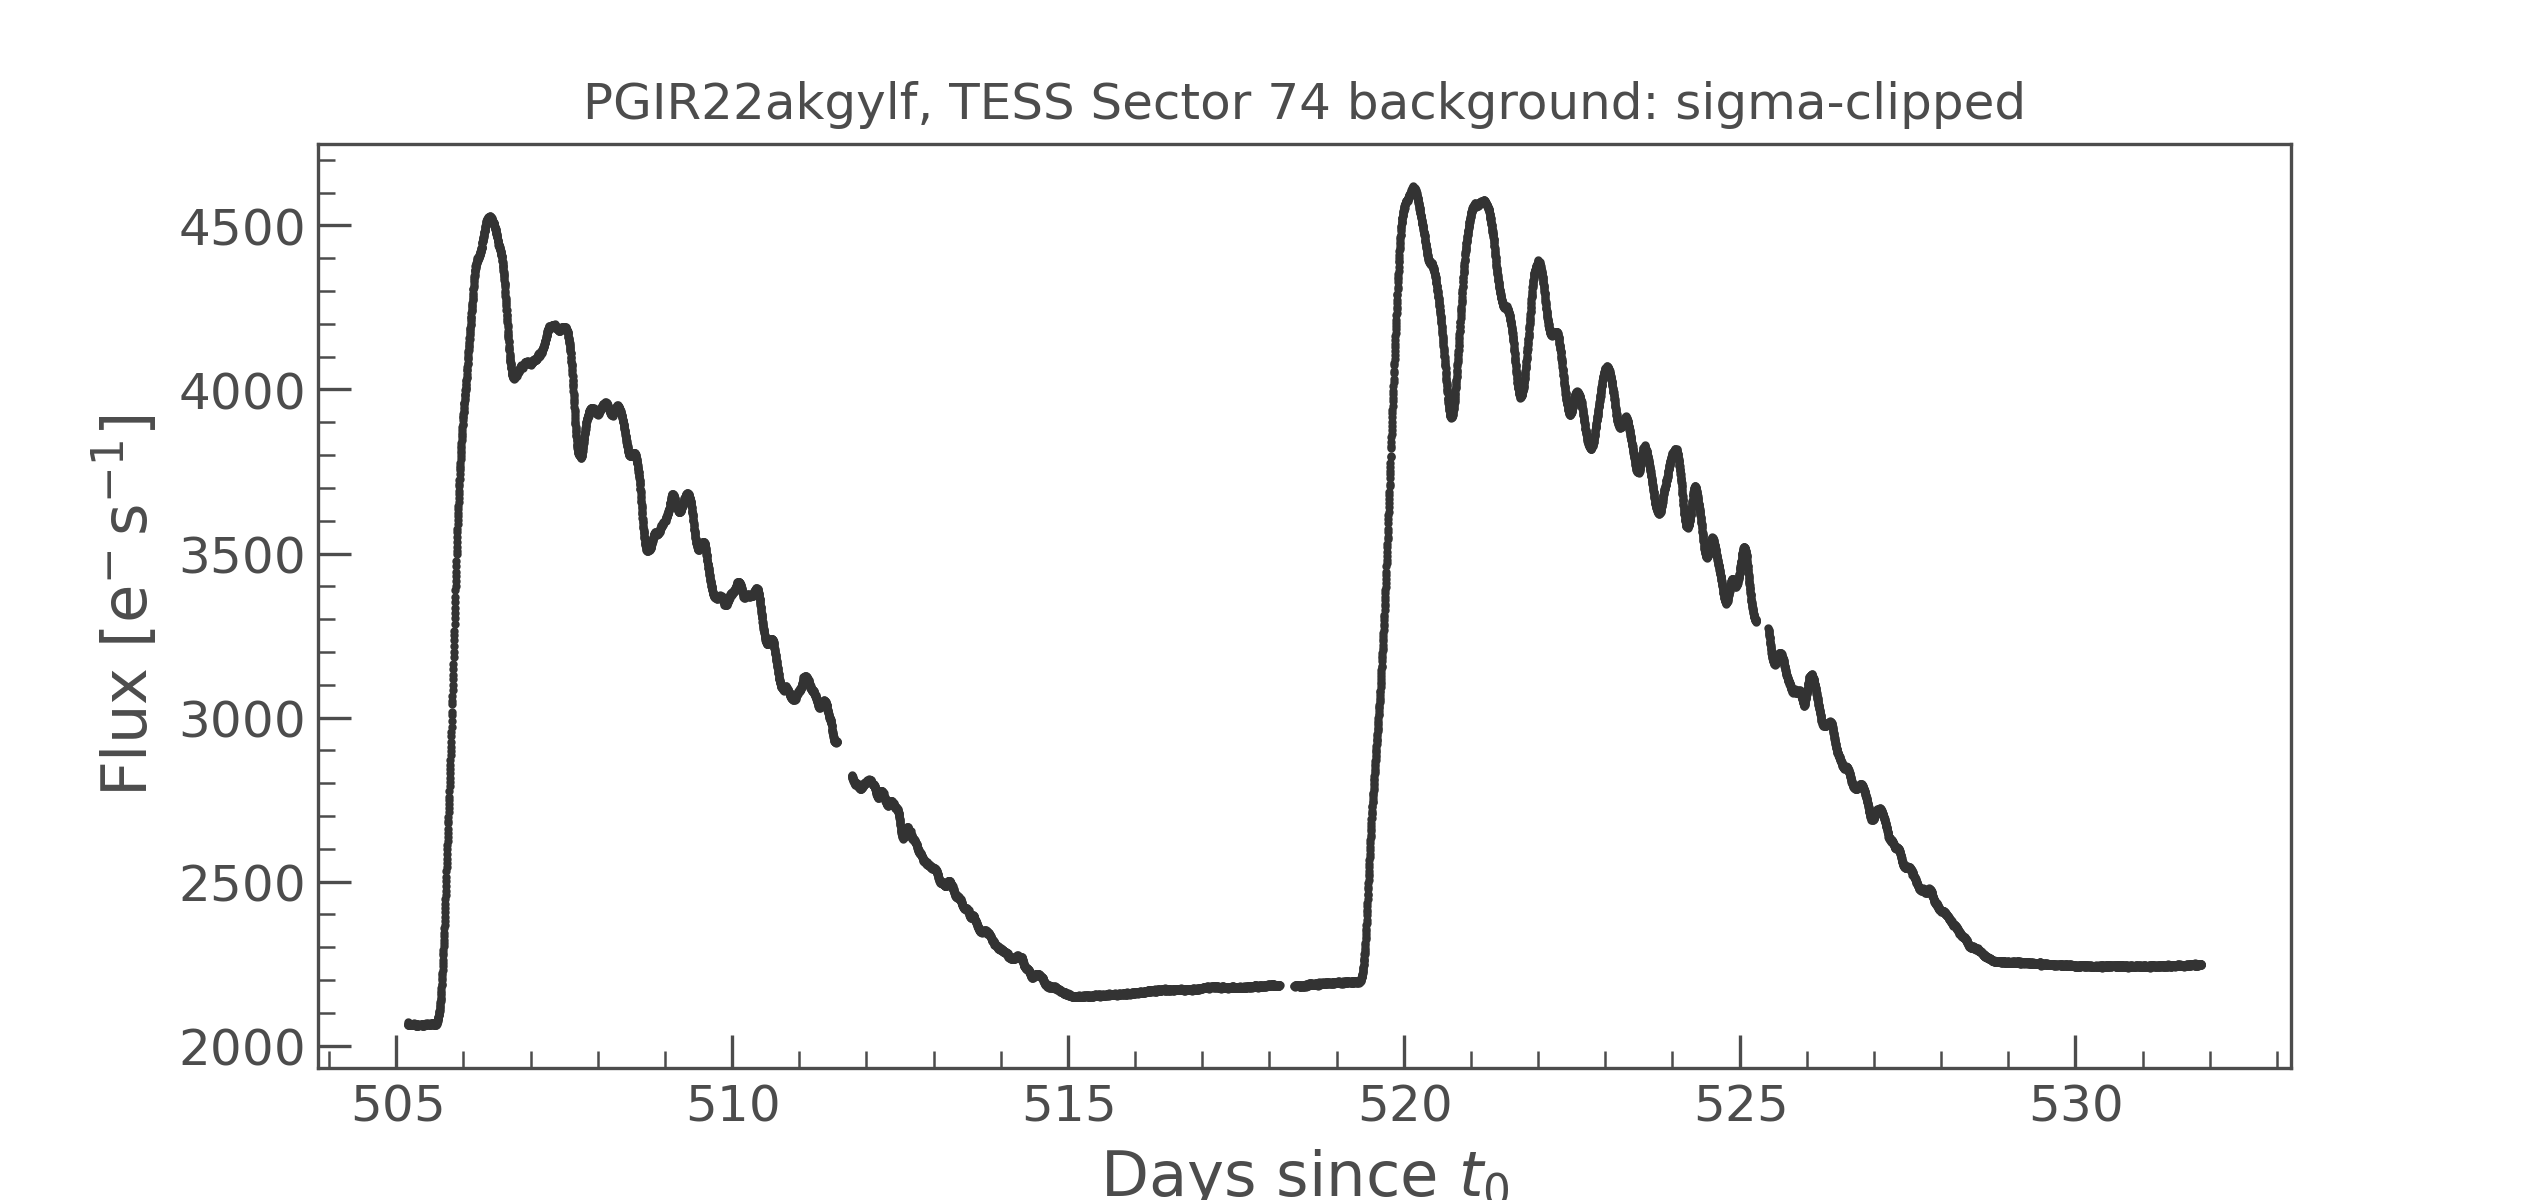 PGIR22akgylf, TESS Sector 74 background: sigma-clipped
Flux [e⁻ s⁻¹]
4500
4000
3500
3000
2500
2000
505 510 515 520 525 530
Days since t₀